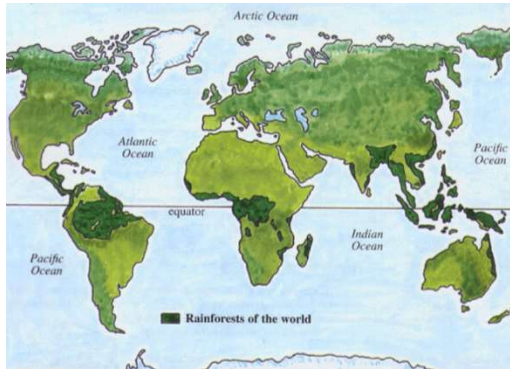 Arctic Ocean
Atlantic
Ocean
Pacific
Ocean
equator
Indian
Ocean
Pacific
Ocean
Rainforests of the world